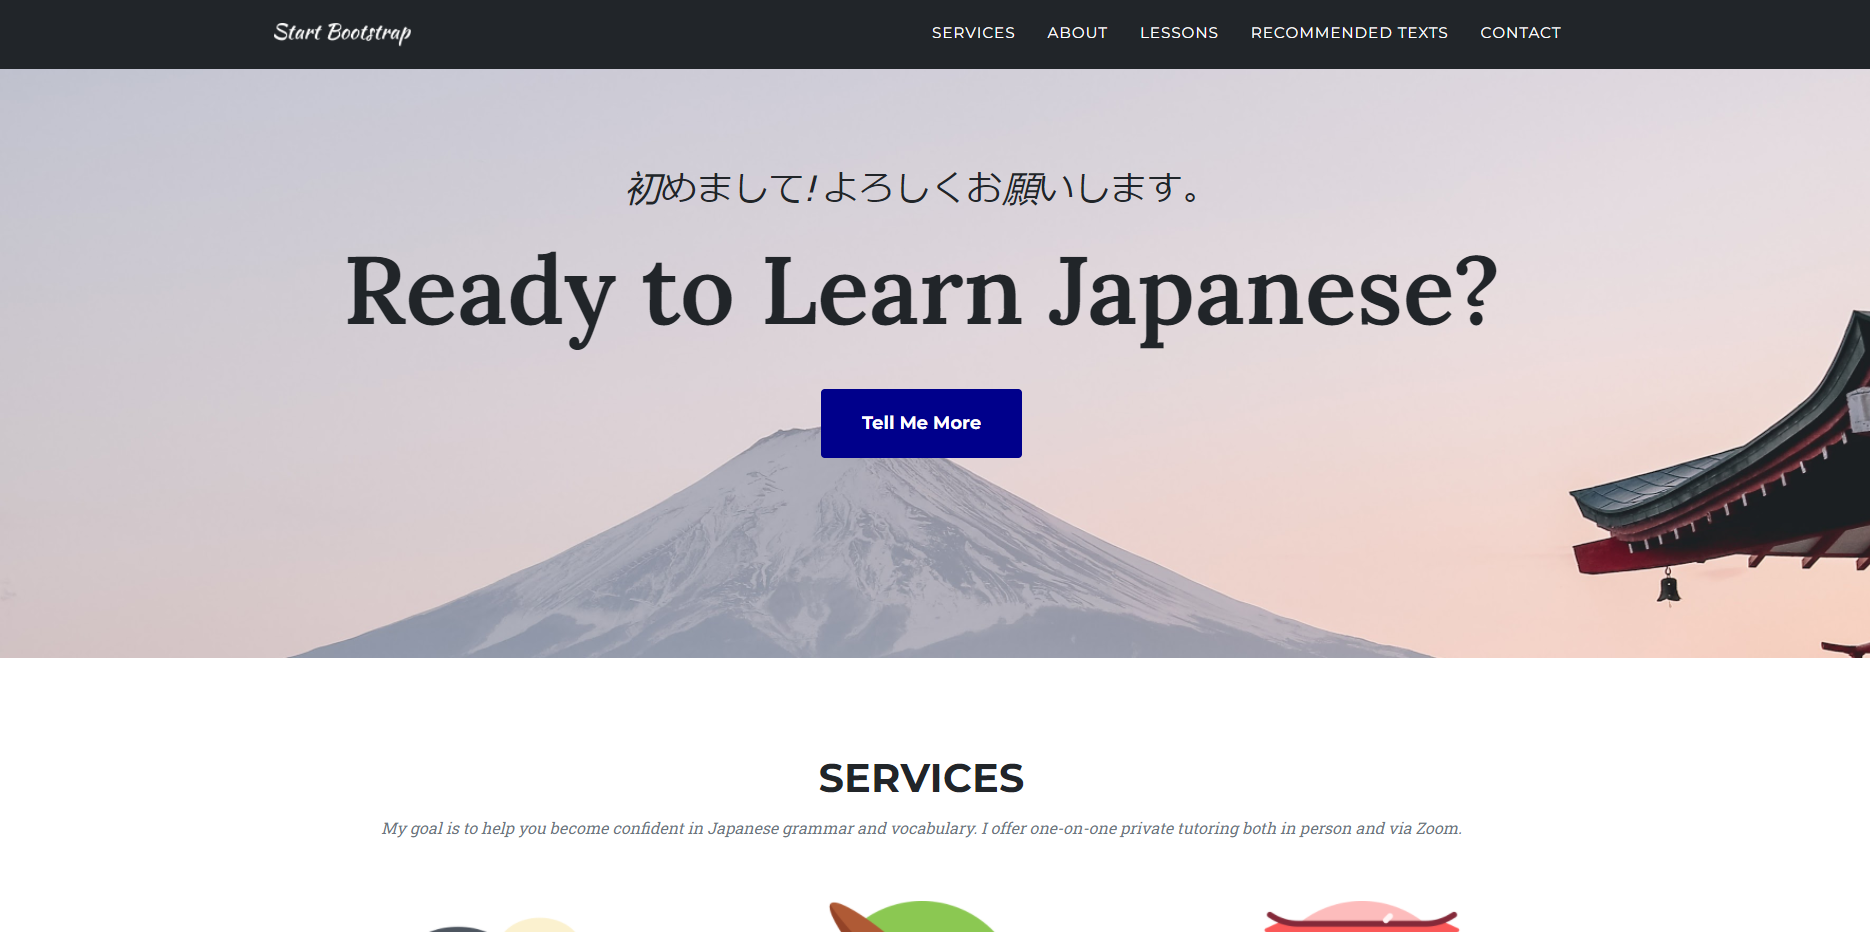 Start Bootstrap
SERVICES ABOUT LESSONS RECOMMENDED TEXTS CONTACT
初めまして! よろしくお願いします。
Ready to Learn Japanese?
Tell Me More
SERVICES
My goal is to help you become confident in Japanese grammar and vocabulary. I offer one-on-one private tutoring both in person and via Zoom.